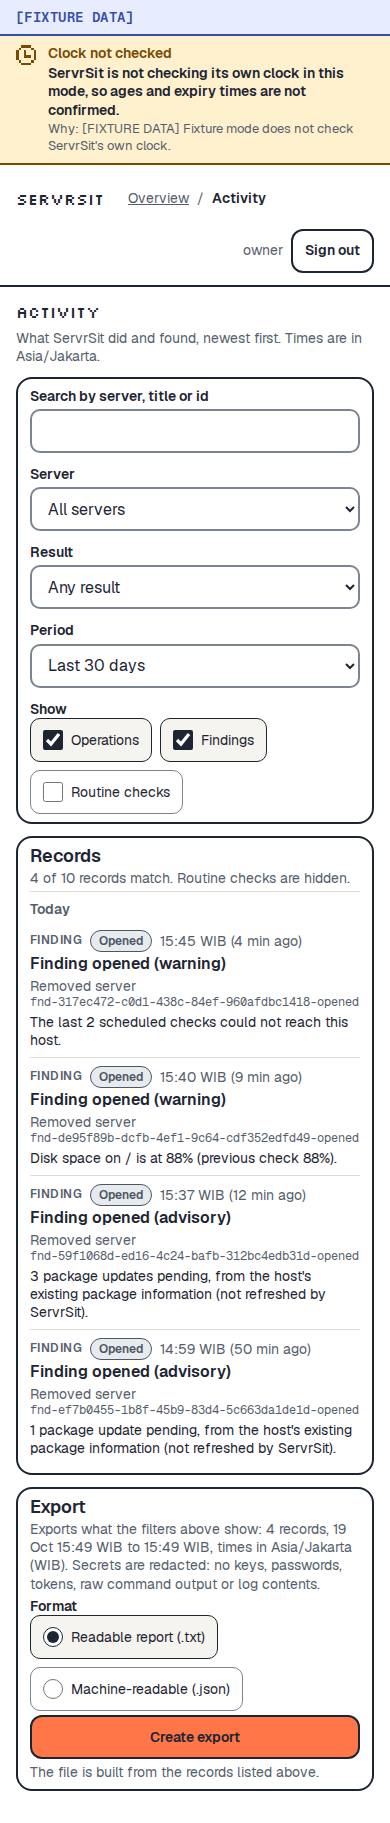 [FIXTURE DATA]
Clock not checked
ServrSit is not checking its own clock in this
mode, so ages and expiry times are not
confirmed.
Why: [FIXTURE DATA] Fixture mode does not check
ServrSit's own clock.
SERVRSIT
Overview / Activity
owner
Sign out
ACTIVITY
What ServrSit did and found, newest first. Times are in
Asia/Jakarta.
Search by server, title or id
Server
All servers
Result
Any result
Period
Last 30 days
Show
Operations
Findings
Routine checks
Records
4 of 10 records match. Routine checks are hidden.
Today
FINDING Opened 15:45 WIB (4 min ago)
Finding opened (warning)
Removed server
fnd-317ec472-c0d1-438c-84ef-960afdbc1418-opened
The last 2 scheduled checks could not reach this
host.
FINDING Opened 15:40 WIB (9 min ago)
Finding opened (warning)
Removed server
fnd-de95f89b-dcfb-4ef1-9c64-cdf352edfd49-opened
Disk space on / is at 88% (previous check 88%).
FINDING Opened 15:37 WIB (12 min ago)
Finding opened (advisory)
Removed server
fnd-59f1068d-ed16-4c24-bafb-312bc4edb31d-opened
3 package updates pending, from the host's
existing package information (not refreshed by
ServrSit).
FINDING Opened 14:59 WIB (50 min ago)
Finding opened (advisory)
Removed server
fnd-ef7b0455-1b8f-45b9-83d4-5c663da1de1d-opened
1 package update pending, from the host's existing
package information (not refreshed by ServrSit).
Export
Exports what the filters above show: 4 records, 19
Oct 15:49 WIB to 15:49 WIB, times in Asia/Jakarta
(WIB). Secrets are redacted: no keys, passwords,
tokens, raw command output or log contents.
Format
Readable report (.txt)
Machine-readable (.json)
Create export
The file is built from the records listed above.